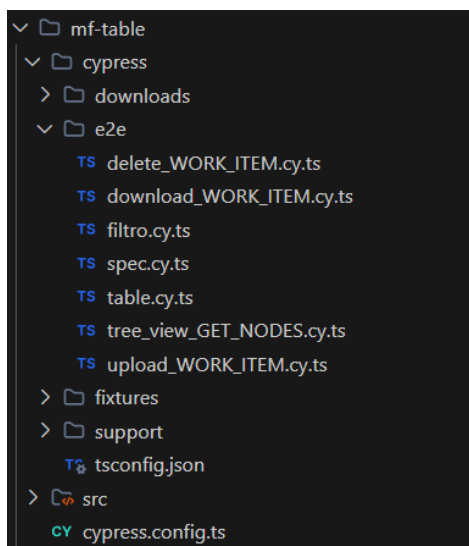 mf-table
cypress
downloads
e2e
TS delete_WORK_ITEM.cy.ts
TS download_WORK_ITEM.cy.ts
TS filtro.cy.ts
TS spec.cy.ts
TS table.cy.ts
TS tree_view_GET_NODES.cy.ts
TS upload_WORK_ITEM.cy.ts
fixtures
support
TS tsconfig.json
src
CY cypress.config.ts